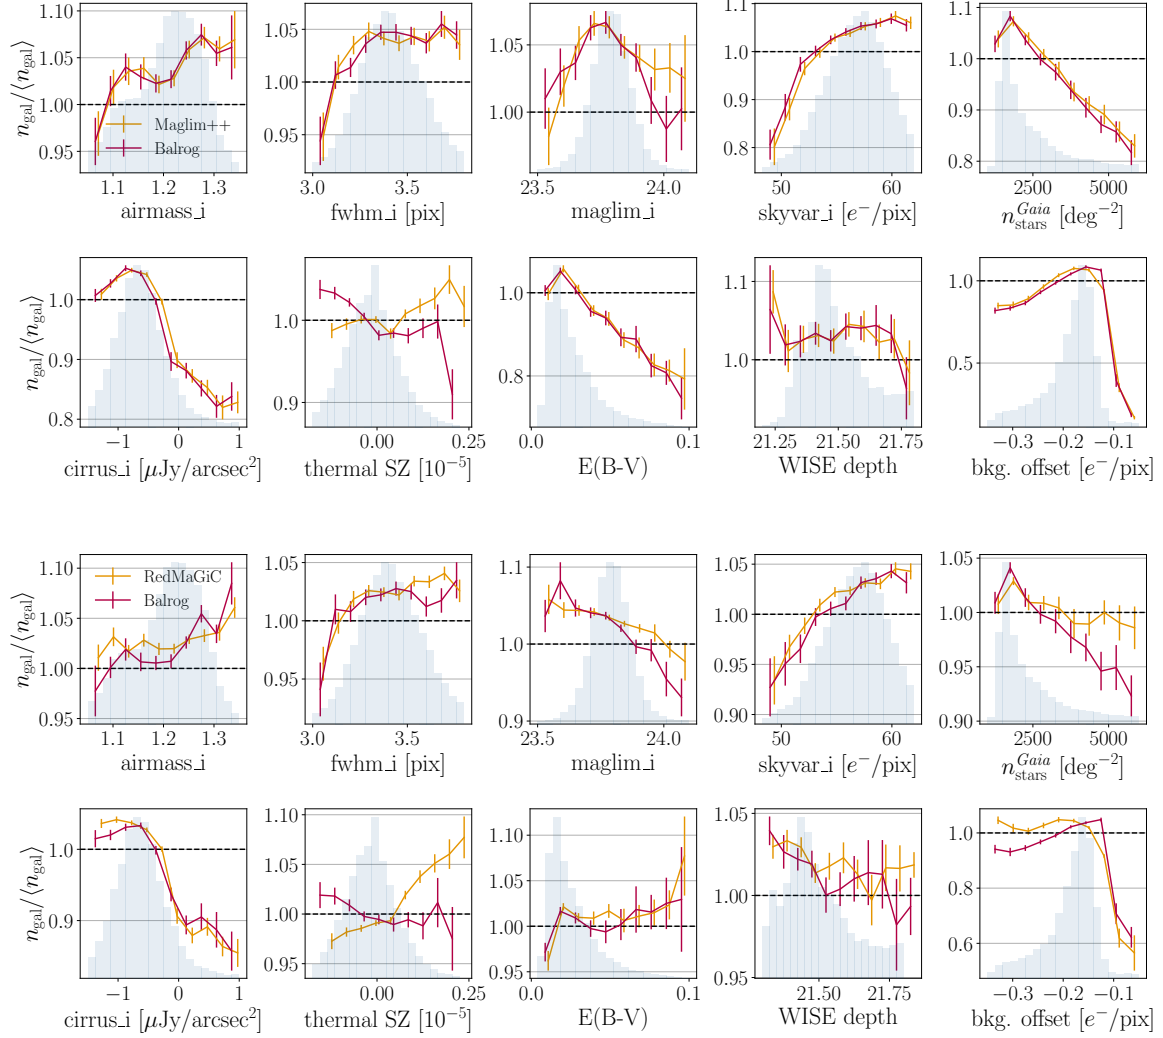 n_gal/⟨n_gal⟩
1.10
1.05
1.00
0.95
Maglim++
Balrog
1.1 1.2 1.3
airmass_i
1.05
1.00
0.95
3.0 3.5
fwhm_i [pix]
1.05
1.00
23.5 24.0
maglim_i
1.1
1.0
0.9
0.8
50 60
skyvar_i [e⁻/pix]
1.1
1.0
0.9
0.8
2500 5000
n_stars^Gaia [deg⁻²]
n_gal/⟨n_gal⟩
1.0
0.9
0.8
−1 0 1
cirrus_i [μJy/arcsec²]
1.1
1.0
0.9
0.00 0.25
thermal SZ [10⁻⁵]
1.0
0.8
0.0 0.1
E(B-V)
1.1
1.0
21.25 21.50 21.75
WISE depth
1.0
0.5
−0.3 −0.2 −0.1
bkg. offset [e⁻/pix]
n_gal/⟨n_gal⟩
1.10
1.05
1.00
0.95
RedMaGiC
Balrog
1.1 1.2 1.3
airmass_i
1.05
1.00
0.95
3.0 3.5
fwhm_i [pix]
1.1
1.0
0.9
23.5 24.0
maglim_i
1.05
1.00
0.95
0.90
50 60
skyvar_i [e⁻/pix]
1.05
1.00
0.95
0.90
2500 5000
n_stars^Gaia [deg⁻²]
n_gal/⟨n_gal⟩
1.0
0.9
−1 0 1
cirrus_i [μJy/arcsec²]
1.10
1.05
1.00
0.95
0.00 0.25
thermal SZ [10⁻⁵]
1.10
1.05
1.00
0.95
0.0 0.1
E(B-V)
1.05
1.00
0.95
21.50 21.75
WISE depth
1.0
0.8
0.6
−0.3 −0.2 −0.1
bkg. offset [e⁻/pix]